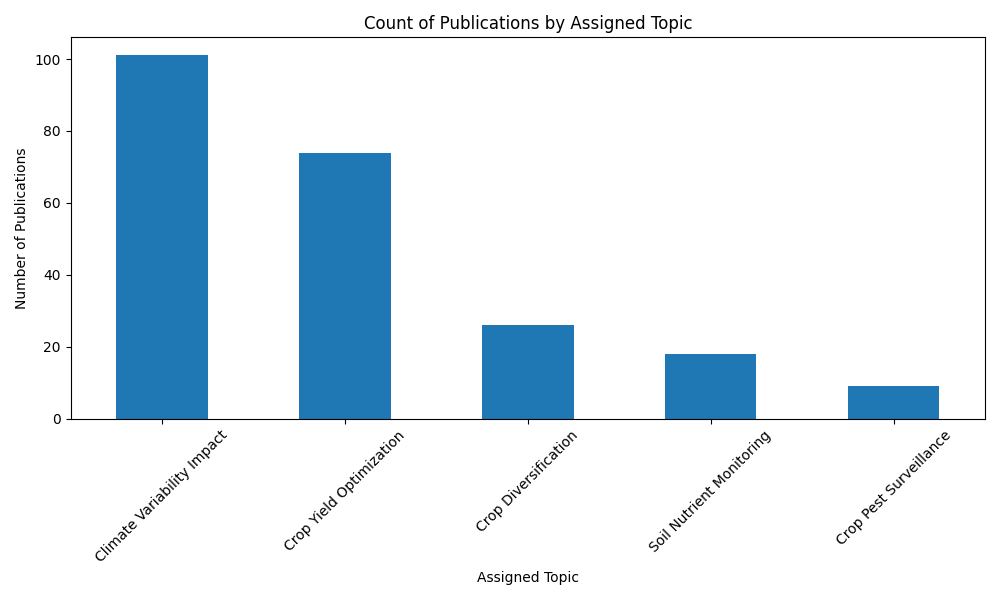 Count of Publications by Assigned Topic
Number of Publications
100
80
60
40
20
0
Climate Variability Impact
Crop Yield Optimization
Crop Diversification
Soil Nutrient Monitoring
Crop Pest Surveillance
Assigned Topic